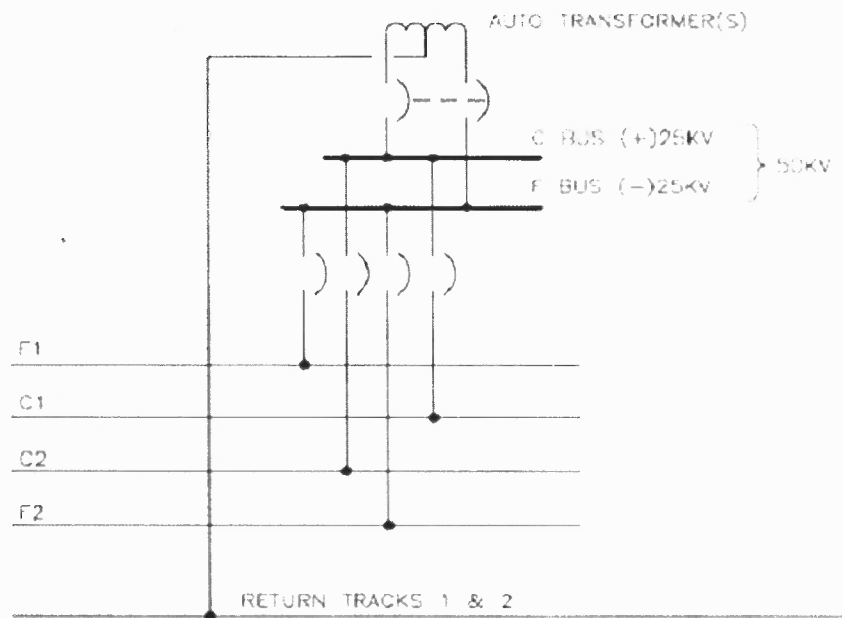 AUTO TRANSFORMER(S)
C BUS (+)25KV
F BUS (-)25KV
50KV
F1
C1
C2
F2
RETURN TRACKS 1 & 2